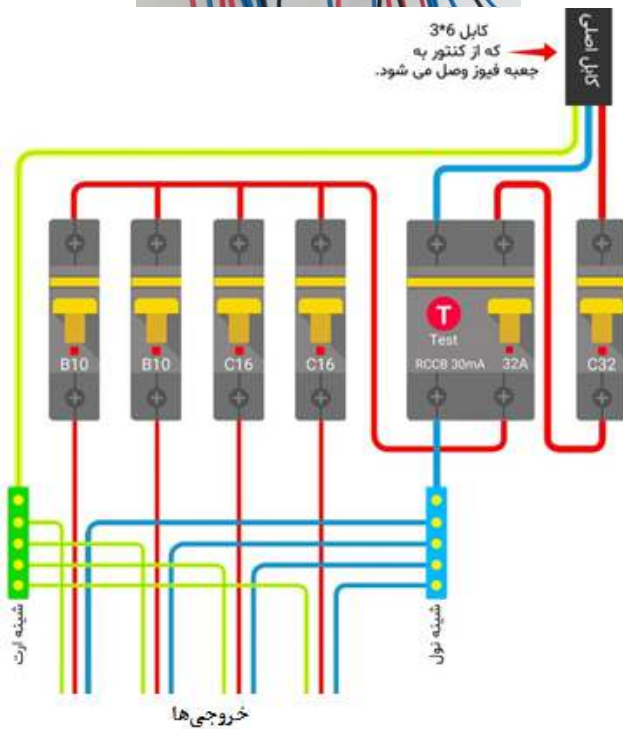 کابل 6*3
که از کنتور به
جعبه فیوز وصل می شود.
کابل اصلی
B10
B10
C16
C16
T
Test
RCCB 30mA 32A
C32
شینه ارت
شینه نول
خروجی‌ها